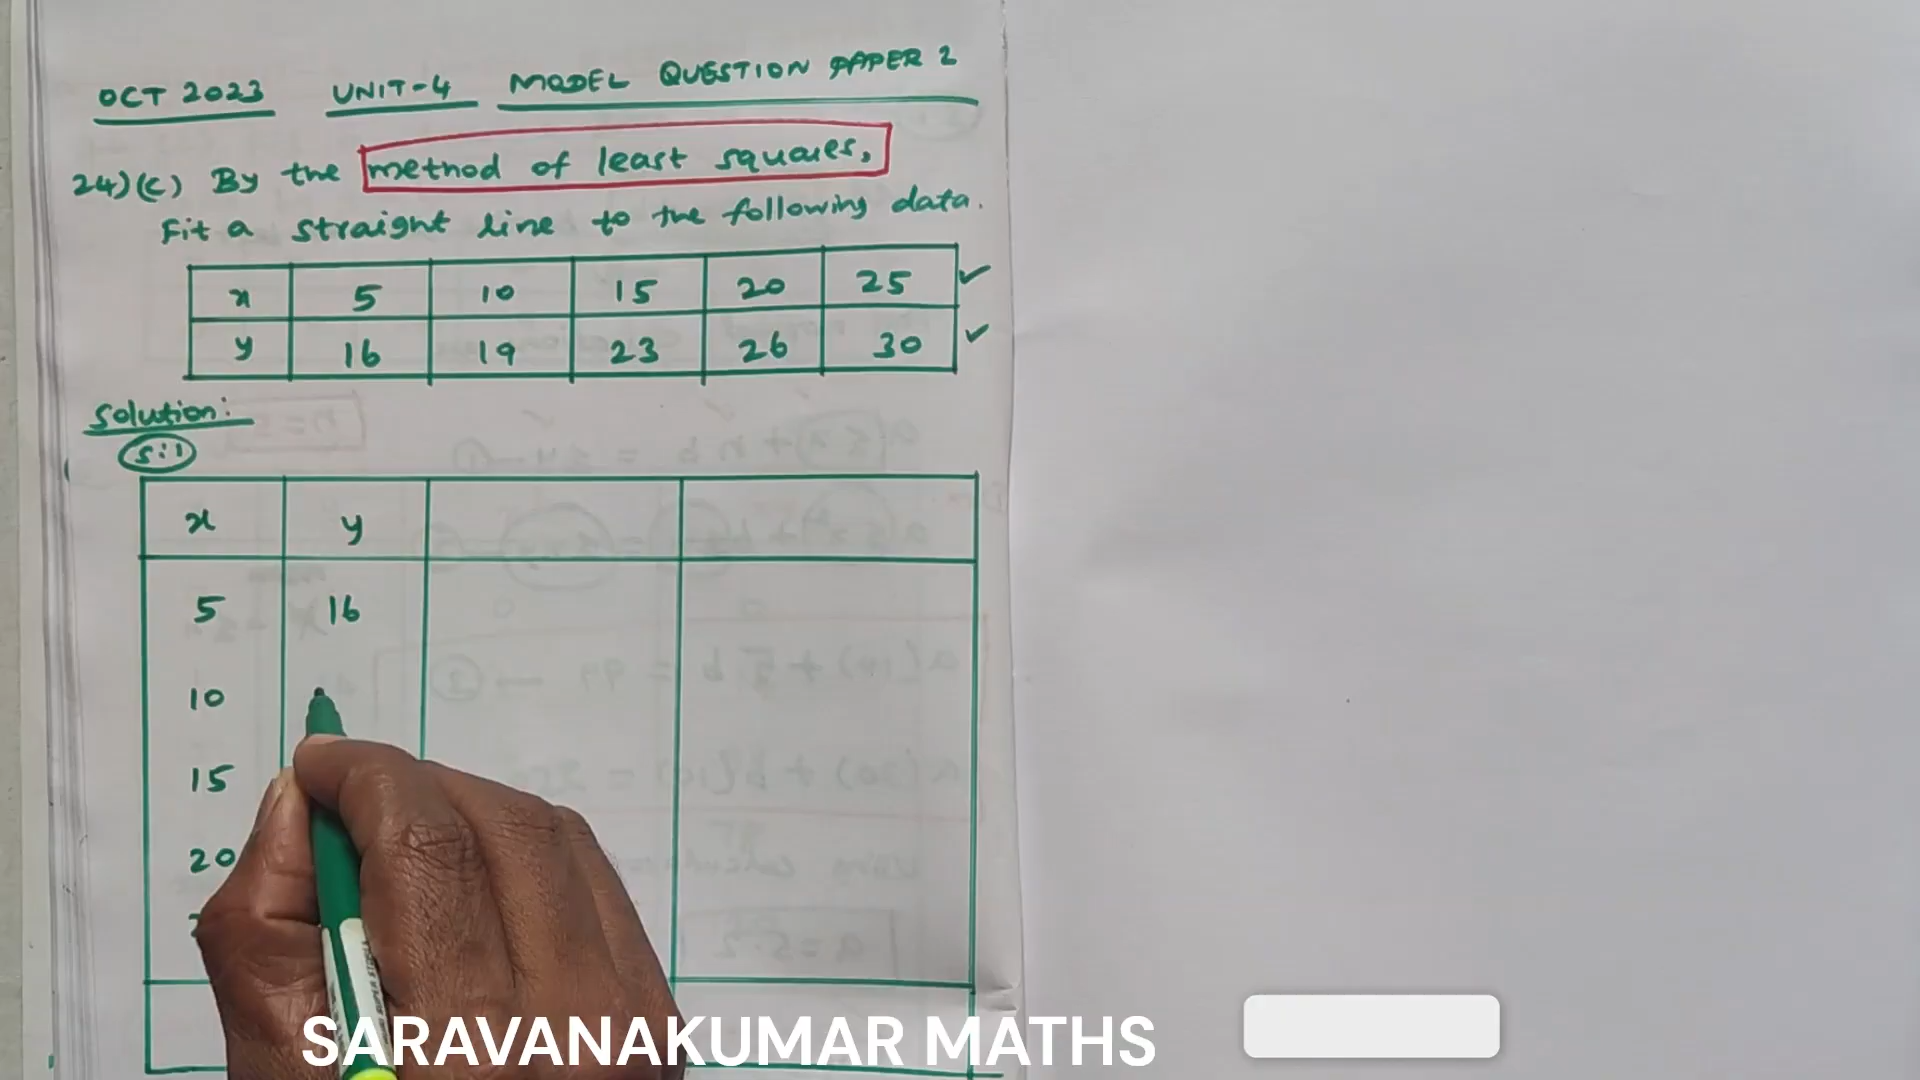 OCT 2023 UNIT-4 MODEL QUESTION PAPER 2
24)(c) By the method of least squares,
Fit a straight line to the following data.
x 5 10 15 20 25 ✓
y 16 19 23 26 30 ✓
Solution:
S:1
x y
5 16
10
15
20
SARAVANAKUMAR MATHS